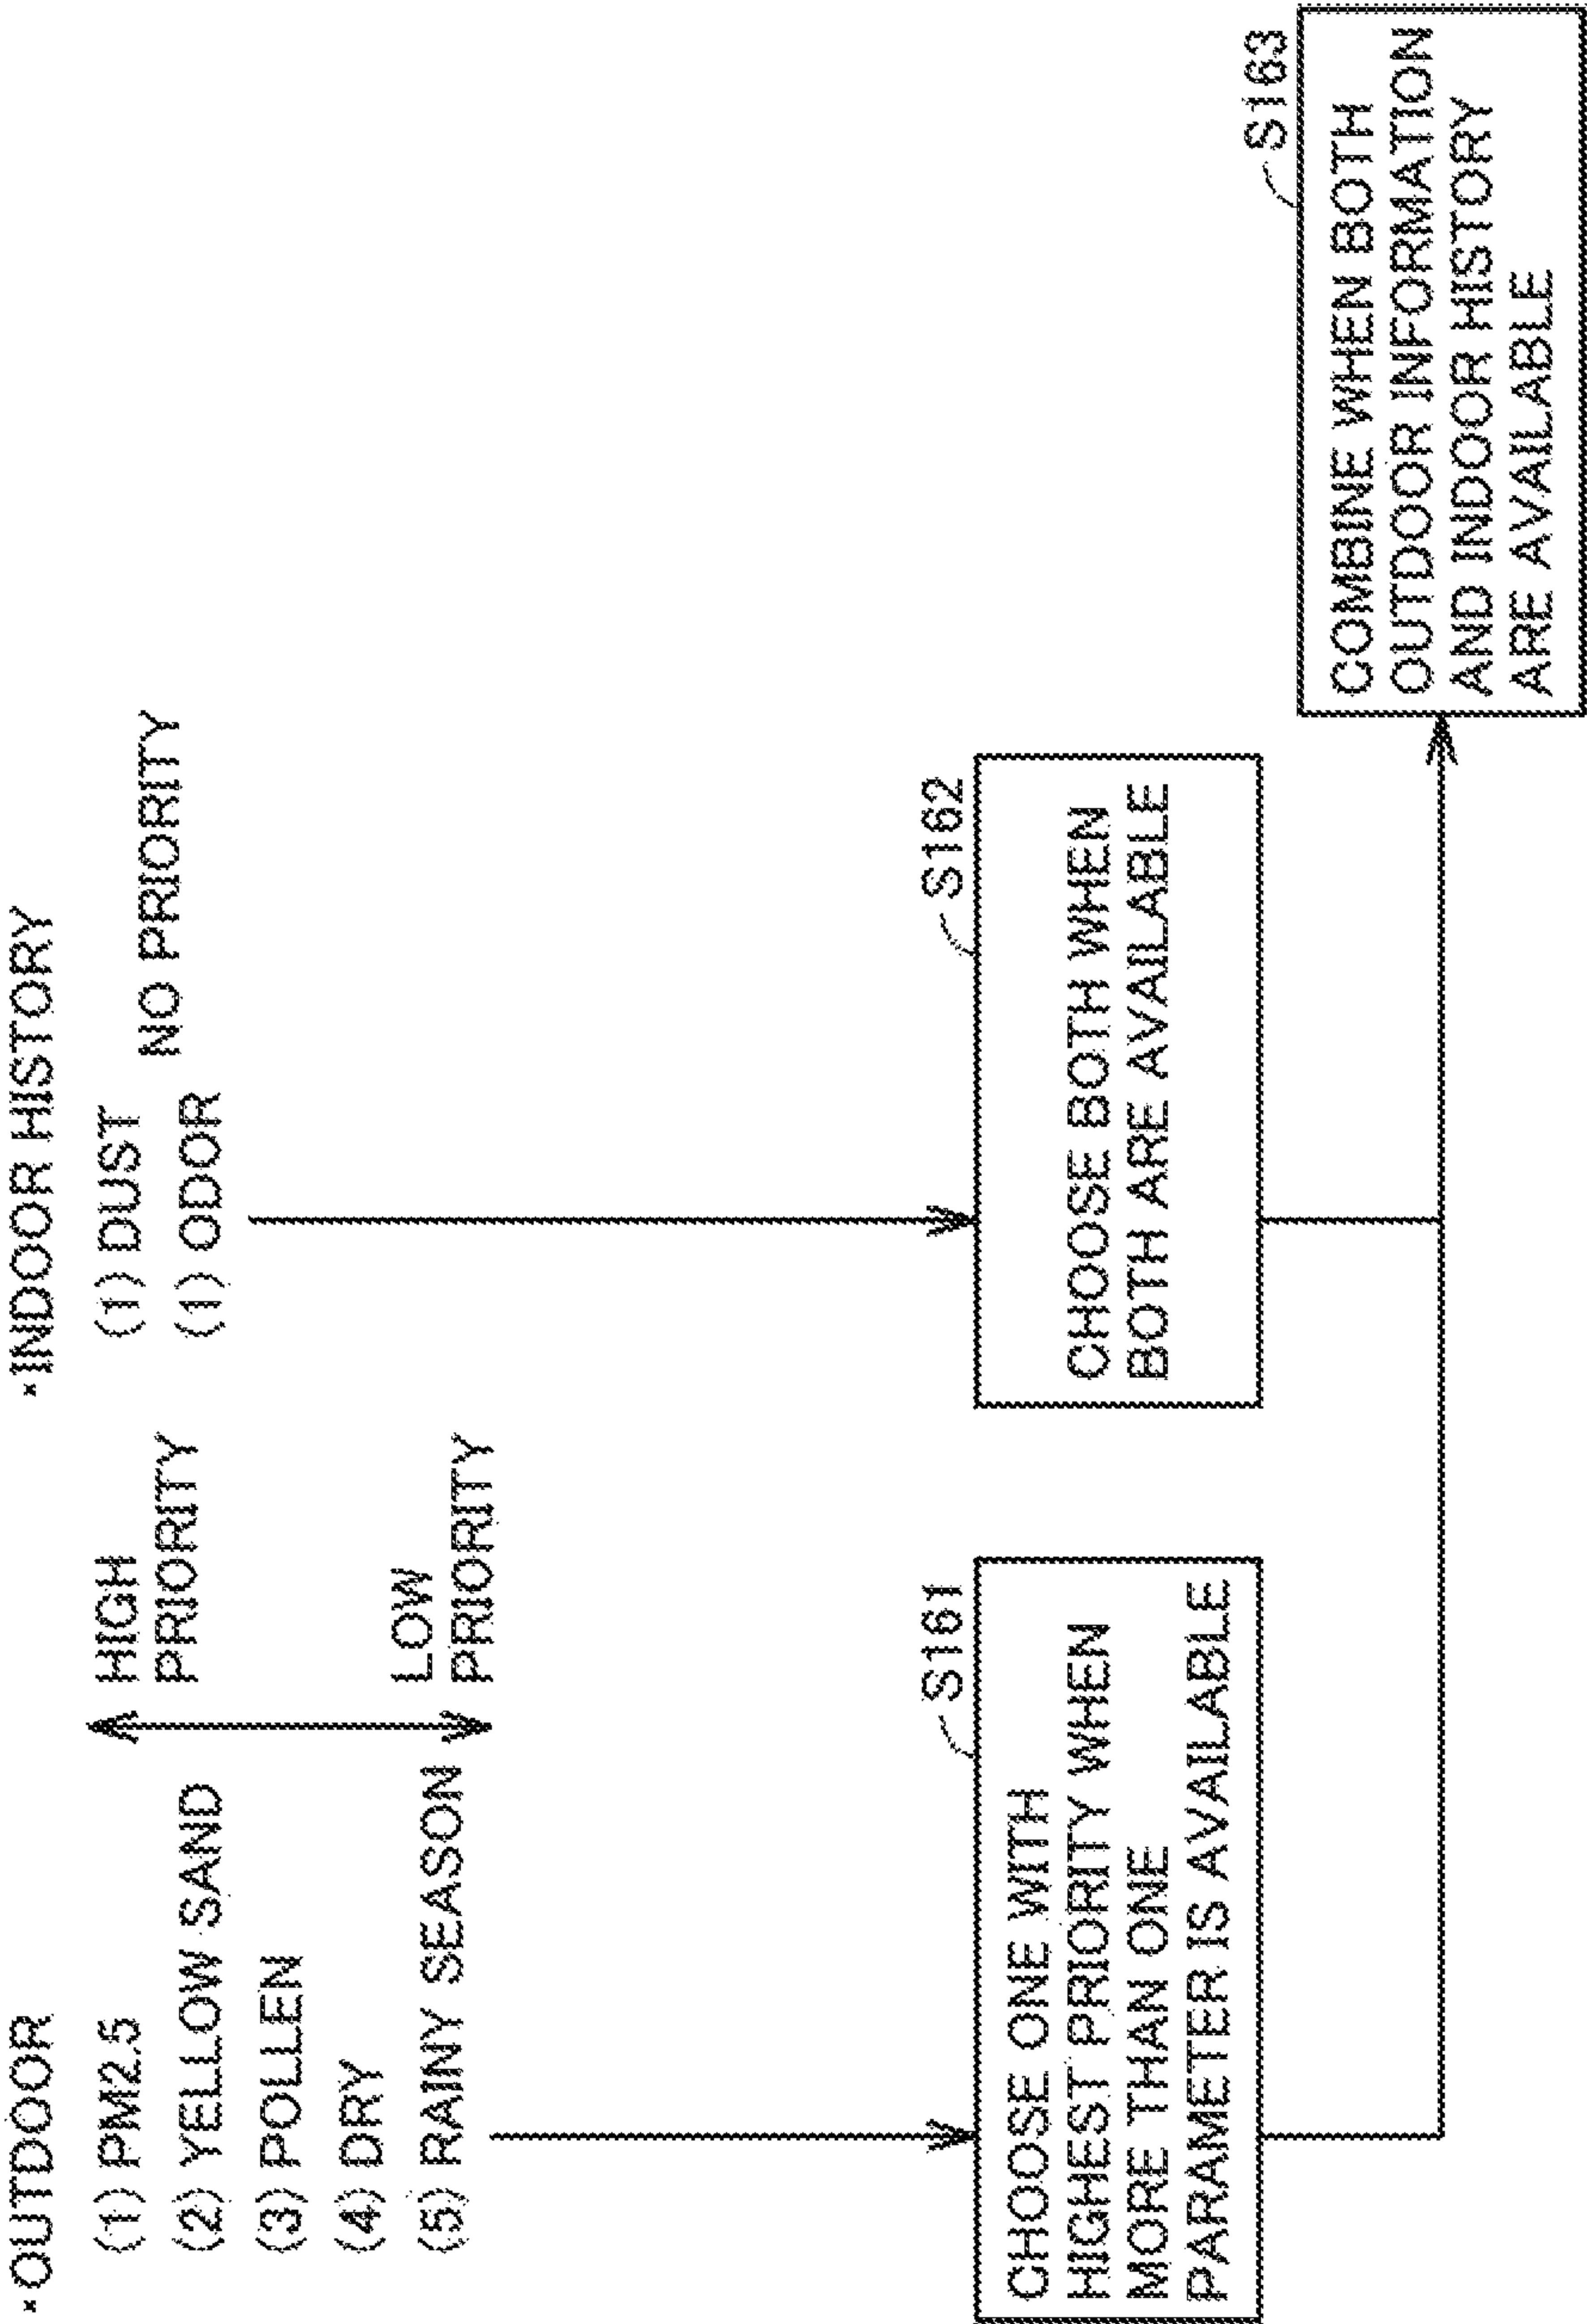 ·OUTDOOR
(1) PM2.5
(2) YELLOW SAND
(3) POLLEN
(4) DRY
(5) RAINY SEASON
HIGH
PRIORITY
LOW
PRIORITY
·INDOOR HISTORY
(1) DUST
(1) ODOR
NO PRIORITY
S161
CHOOSE ONE WITH
HIGHEST PRIORITY WHEN
MORE THAN ONE
PARAMETER IS AVAILABLE
S162
CHOOSE BOTH WHEN
BOTH ARE AVAILABLE
S163
COMBINE WHEN BOTH
OUTDOOR INFORMATION
AND INDOOR HISTORY
ARE AVAILABLE